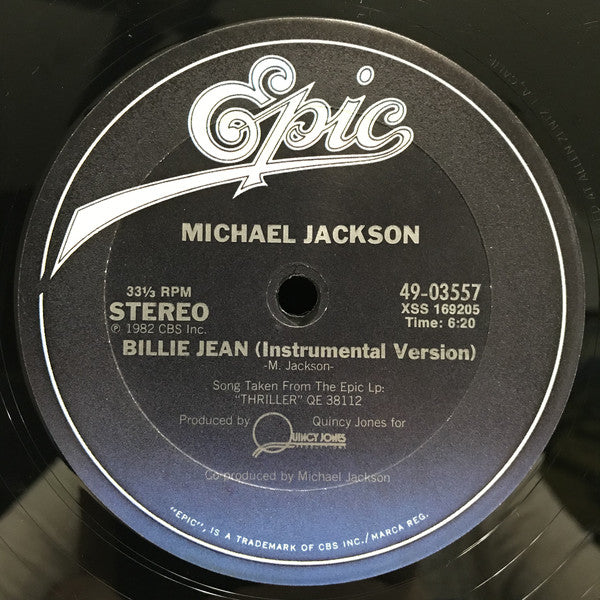 Epic
MICHAEL JACKSON
33⅓ RPM
STEREO
℗ 1982 CBS Inc.
49-03557
XSS 169205
Time: 6:20
BILLIE JEAN (Instrumental Version)
-M. Jackson-
Song Taken From The Epic Lp:
"THRILLER" QE 38112
Produced by Quincy Jones for
QUINCY JONES
Co-produced by Michael Jackson
"EPIC", IS A TRADEMARK OF CBS INC./MARCA REG.